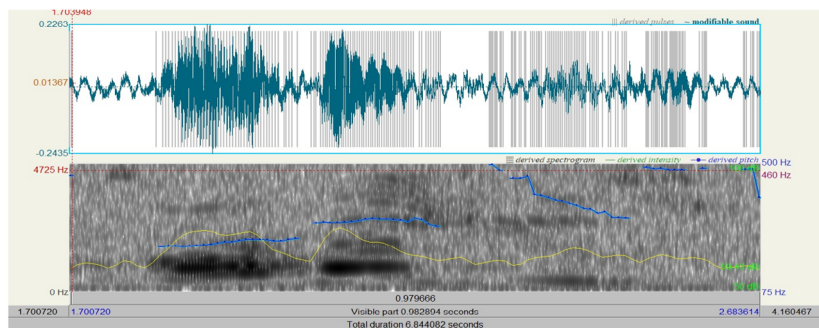 1.703948
0.2263
derived pulses
modifiable sound
0.01367
-0.2435
derived spectrogram
derived intensity
derived pitch
500 Hz
4725 Hz
460 Hz
0 Hz
75 Hz
0.979666
1.700720
1.700720
Visible part 0.982894 seconds
2.683614
4.160467
Total duration 6.844082 seconds